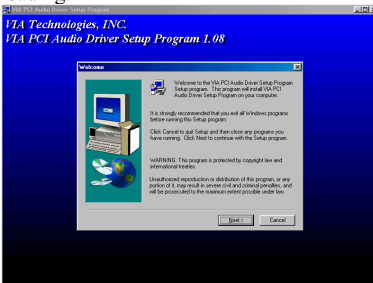 VIA PCI Audio Driver Setup Program
VIA Technologies, INC.
VIA PCI Audio Driver Setup Program 1.08
Welcome
Welcome to the VIA PCI Audio Driver Setup Program
Setup program. This program will install VIA PCI
Audio Driver Setup Program on your computer.
It is strongly recommended that you exit all Windows programs
before running this Setup program.
Click Cancel to quit Setup and then close any programs you
have running. Click Next to continue with the Setup program.
WARNING: This program is protected by copyright law and
international treaties.
Unauthorized reproduction or distribution of this program, or any
portion of it, may result in severe civil and criminal penalties, and
will be prosecuted to the maximum extent possible under law.
Next >
Cancel